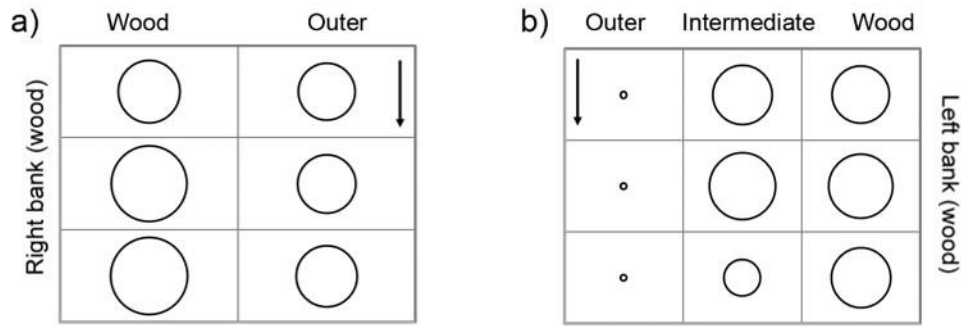 a)
Wood Outer
Right bank (wood)
b)
Outer Intermediate Wood
Left bank (wood)